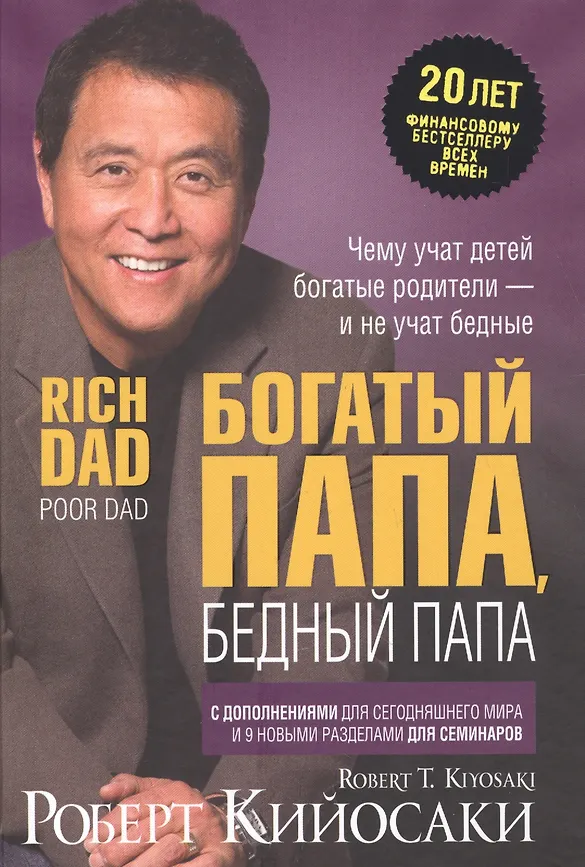 20 ЛЕТ
ФИНАНСОВОМУ
БЕСТСЕЛЛЕРУ
ВСЕХ
ВРЕМЕН
Чему учат детей
богатые родители —
и не учат бедные
RICH
DAD
POOR DAD
БОГАТЫЙ
ПАПА,
БЕДНЫЙ ПАПА
С ДОПОЛНЕНИЯМИ ДЛЯ СЕГОДНЯШНЕГО МИРА
И 9 НОВЫМИ РАЗДЕЛАМИ ДЛЯ СЕМИНАРОВ
ROBERT T. KIYOSAKI
РОБЕРТ КИЙОСАКИ